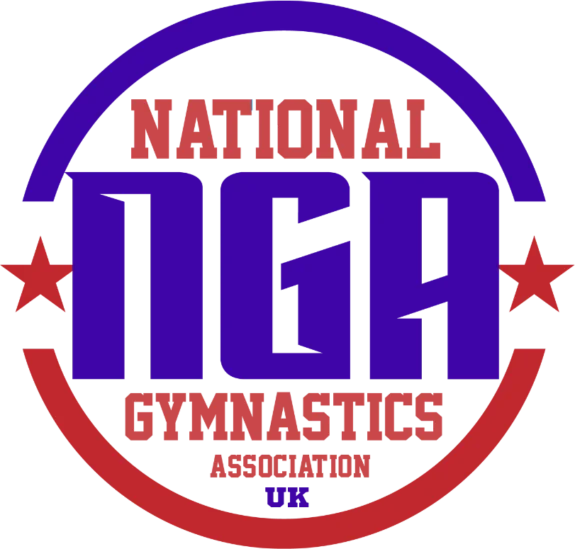 NATIONAL
NGA
GYMNASTICS
ASSOCIATION
UK